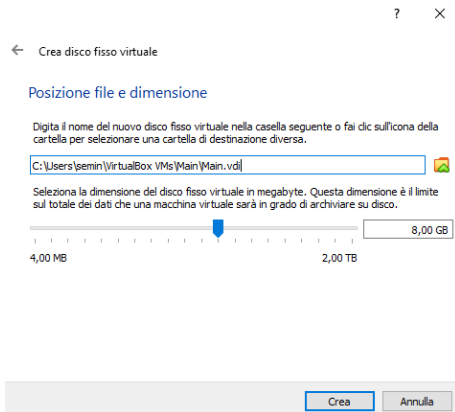 ?
Crea disco fisso virtuale
Posizione file e dimensione
Digita il nome del nuovo disco fisso virtuale nella casella seguente o fai clic sull'icona della
cartella per selezionare una cartella di destinazione diversa.
C:\Users\semin\VirtualBox VMs\Main\Main.vdi
Seleziona la dimensione del disco fisso virtuale in megabyte. Questa dimensione è il limite
sul totale dei dati che una macchina virtuale sarà in grado di archiviare su disco.
8,00 GB
4,00 MB 2,00 TB
Crea Annulla